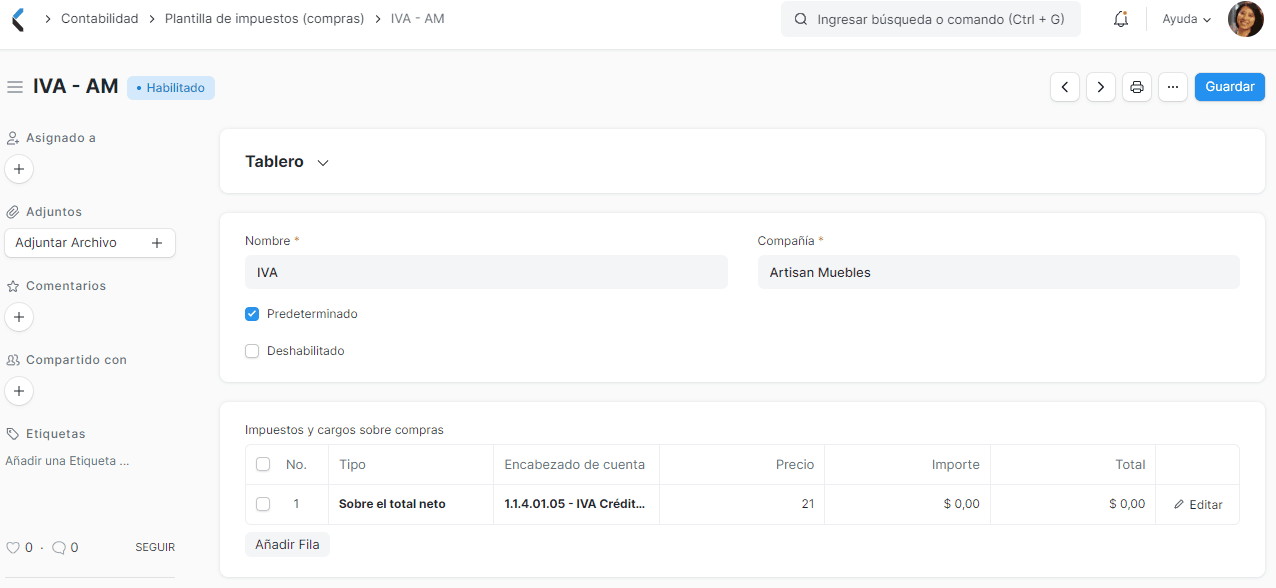 Contabilidad > Plantilla de impuestos (compras) > IVA - AM
Ingresar búsqueda o comando (Ctrl + G)
Ayuda
IVA - AM
Habilitado
Guardar
Asignado a
Adjuntos
Adjuntar Archivo
Comentarios
Compartido con
Etiquetas
Añadir una Etiqueta ...
0 · 0 SEGUIR
Tablero
Nombre * Compañía *
IVA Artisan Muebles
Predeterminado
Deshabilitado
Impuestos y cargos sobre compras
No. Tipo Encabezado de cuenta Precio Importe Total
1 Sobre el total neto 1.1.4.01.05 - IVA Crédit... 21 $ 0,00 $ 0,00 Editar
Añadir Fila